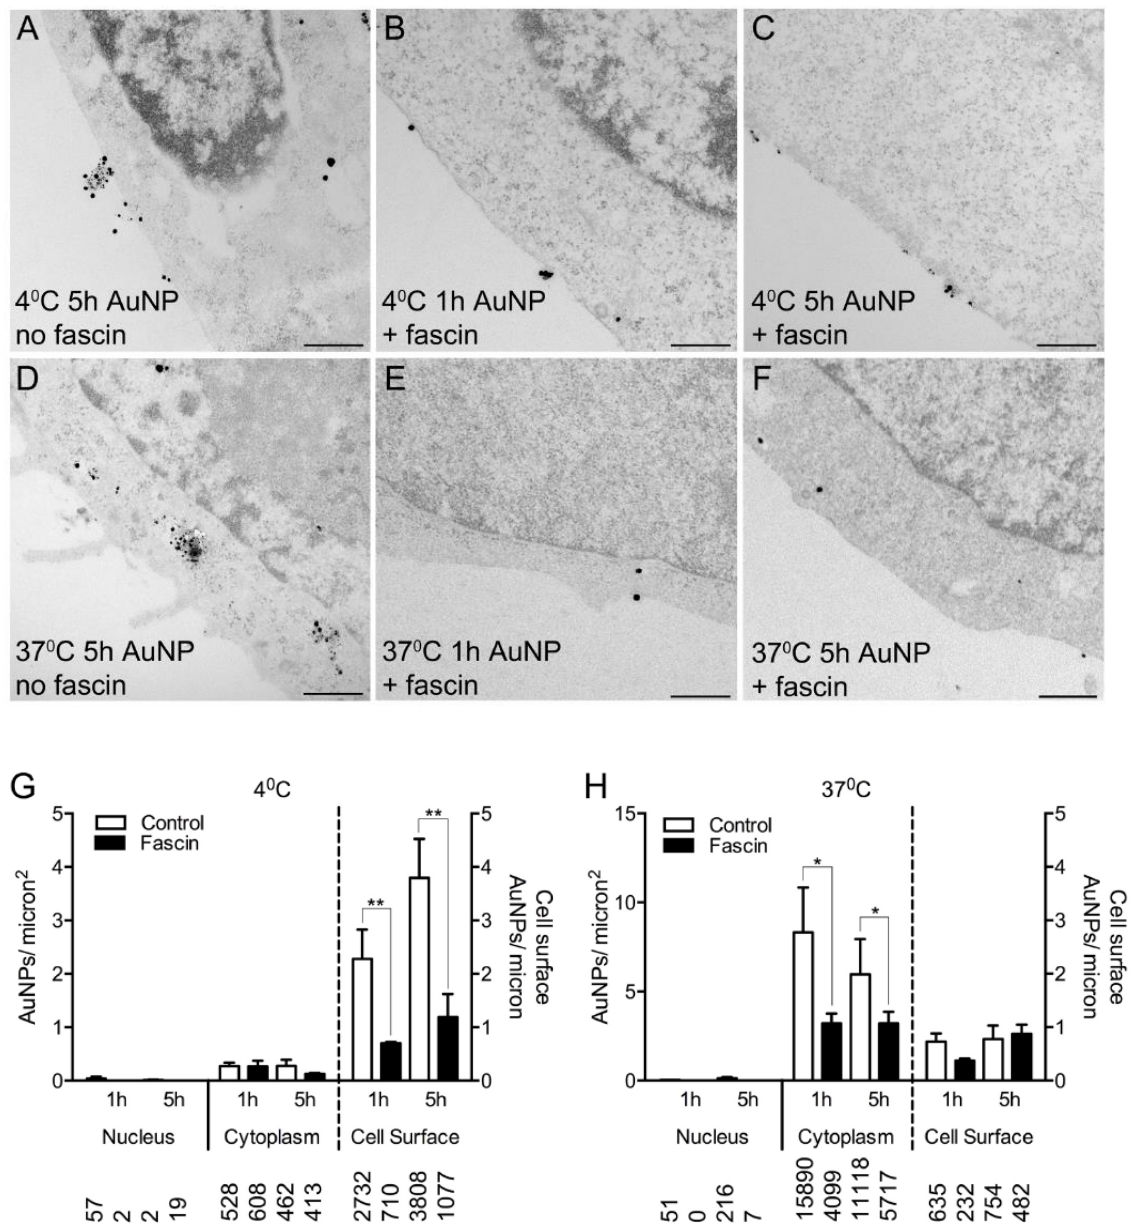 A
4⁰C 5h AuNP
no fascin
B
4⁰C 1h AuNP
+ fascin
C
4⁰C 5h AuNP
+ fascin
D
37⁰C 5h AuNP
no fascin
E
37⁰C 1h AuNP
+ fascin
F
37⁰C 5h AuNP
+ fascin
G
4⁰C
AuNPs/ micron²
5
4
3
2
1
0
Control
Fascin
**
**
5
4
3
2
1
0
Cell surface
AuNPs/ micron
1h 5h 1h 5h 1h 5h
Nucleus Cytoplasm Cell Surface
57 2 2 19 528 608 462 413 2732 710 3808 1077
H
37⁰C
AuNPs/ micron²
15
10
5
0
Control
Fascin
*
*
5
4
3
2
1
0
Cell surface
AuNPs/ micron
1h 5h 1h 5h 1h 5h
Nucleus Cytoplasm Cell Surface
51 0 216 7 15890 4099 11118 5717 635 232 754 482